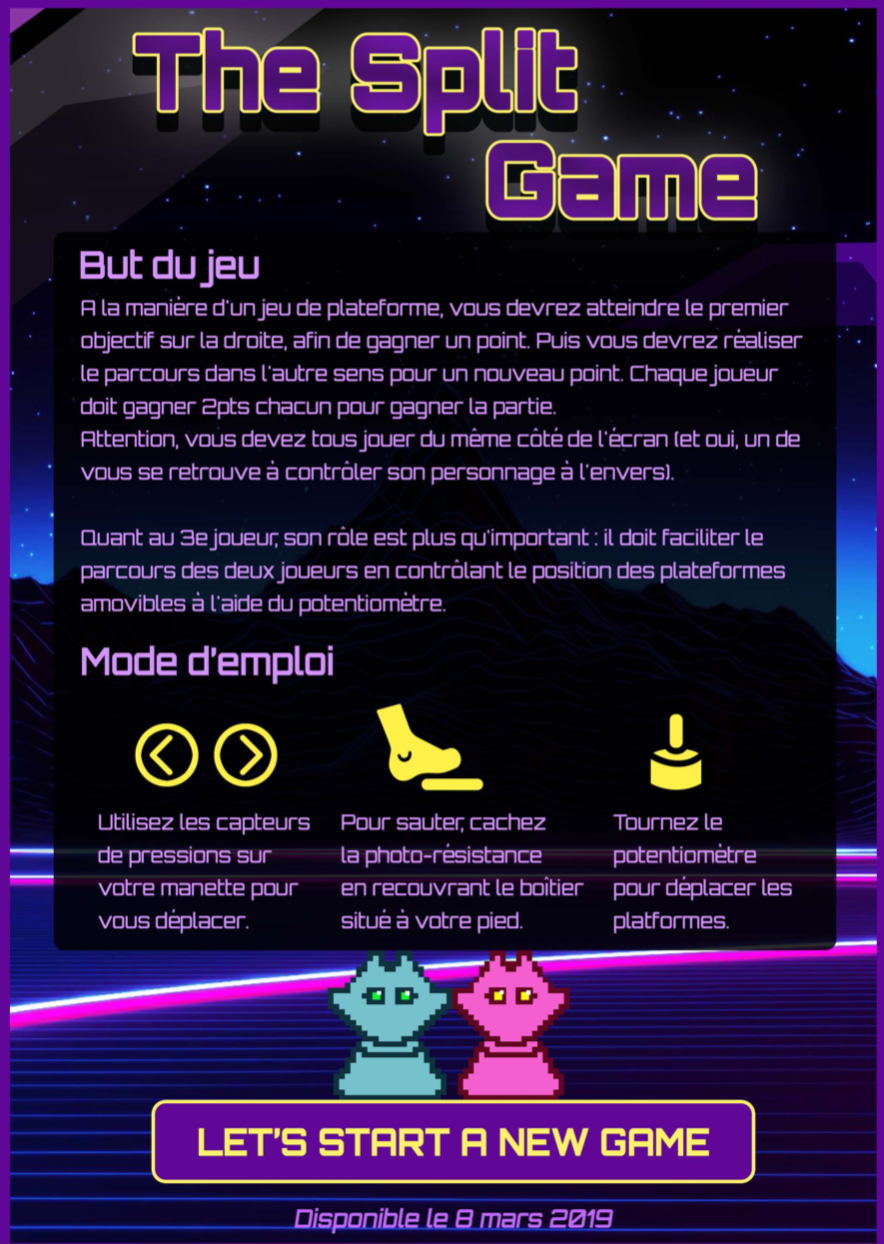 The Split
Game
But du jeu
A la manière d'un jeu de plateforme, vous devrez atteindre le premier
objectif sur la droite, afin de gagner un point. Puis vous devrez réaliser
le parcours dans l'autre sens pour un nouveau point. Chaque joueur
doit gagner 2pts chacun pour gagner la partie.
Attention, vous devez tous jouer du même côté de l'écran (et oui, un de
vous se retrouve à contrôler son personnage à l'envers).
Quant au 3e joueur, son rôle est plus qu'important : il doit faciliter le
parcours des deux joueurs en contrôlant le position des plateformes
amovibles à l'aide du potentiomètre.
Mode d'emploi
Utilisez les capteurs
de pressions sur
votre manette pour
vous déplacer.
Pour sauter, cachez
la photo-résistance
en recouvrant le boîtier
situé à votre pied.
Tournez le
potentiomètre
pour déplacer les
platformes.
LET'S START A NEW GAME
Disponible le 8 mars 2019